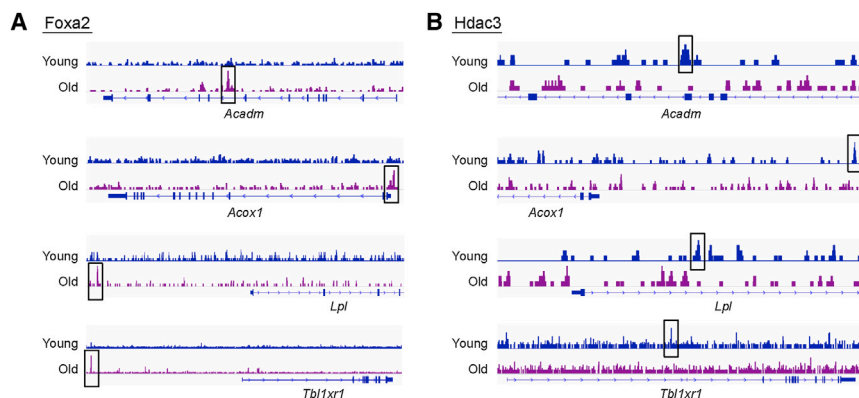 A Foxa2
Young
Old
Acadm
Young
Old
Acox1
Young
Old
Lpl
Young
Old
Tbl1xr1
B Hdac3
Young
Old
Acadm
Young
Old
Acox1
Young
Old
Lpl
Young
Old
Tbl1xr1